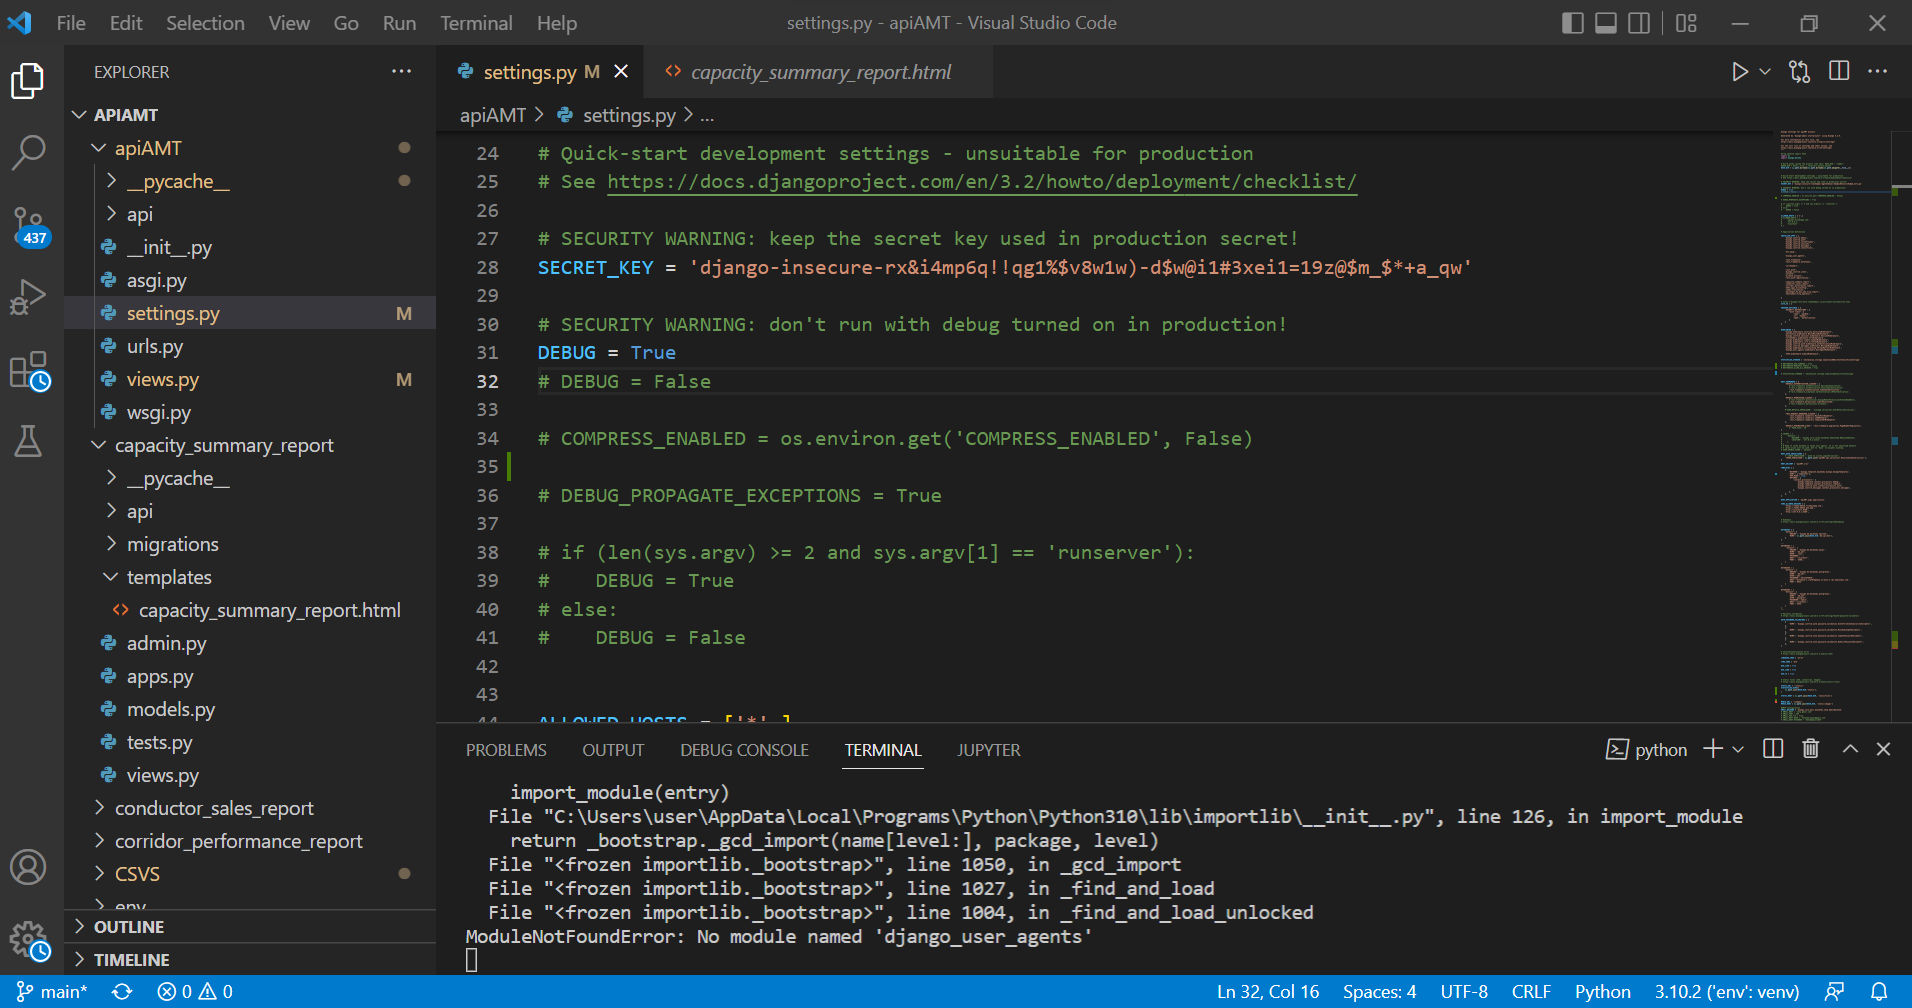 File Edit Selection View Go Run Terminal Help
settings.py - apiAMT - Visual Studio Code
EXPLORER
APIAMT
apiAMT
__pycache__
api
__init__.py
asgi.py
settings.py M
urls.py
views.py M
wsgi.py
capacity_summary_report
__pycache__
api
migrations
templates
capacity_summary_report.html
admin.py
apps.py
models.py
tests.py
views.py
conductor_sales_report
corridor_performance_report
CSVS
env
OUTLINE
TIMELINE
437
settings.py M
capacity_summary_report.html
apiAMT > settings.py > ...
24 # Quick-start development settings - unsuitable for production
25 # See https://docs.djangoproject.com/en/3.2/howto/deployment/checklist/
26
27 # SECURITY WARNING: keep the secret key used in production secret!
28 SECRET_KEY = 'django-insecure-rx&i4mp6q!!qg1%$v8w1w)-d$w@i1#3xei1=19z@$m_$*+a_qw'
29
30 # SECURITY WARNING: don't run with debug turned on in production!
31 DEBUG = True
32 # DEBUG = False
33
34 # COMPRESS_ENABLED = os.environ.get('COMPRESS_ENABLED', False)
35
36 # DEBUG_PROPAGATE_EXCEPTIONS = True
37
38 # if (len(sys.argv) >= 2 and sys.argv[1] == 'runserver'):
39 #    DEBUG = True
40 # else:
41 #    DEBUG = False
42
43
44 ALLOWED_HOSTS = ['*',]
PROBLEMS OUTPUT DEBUG CONSOLE TERMINAL JUPYTER
python
import_module(entry)
File "C:\Users\user\AppData\Local\Programs\Python\Python310\lib\importlib\__init__.py", line 126, in import_module
return _bootstrap._gcd_import(name[level:], package, level)
File "<frozen importlib._bootstrap>", line 1050, in _gcd_import
File "<frozen importlib._bootstrap>", line 1027, in _find_and_load
File "<frozen importlib._bootstrap>", line 1004, in _find_and_load_unlocked
ModuleNotFoundError: No module named 'django_user_agents'
main* 0 0
Ln 32, Col 16 Spaces: 4 UTF-8 CRLF Python 3.10.2 ('env': venv)